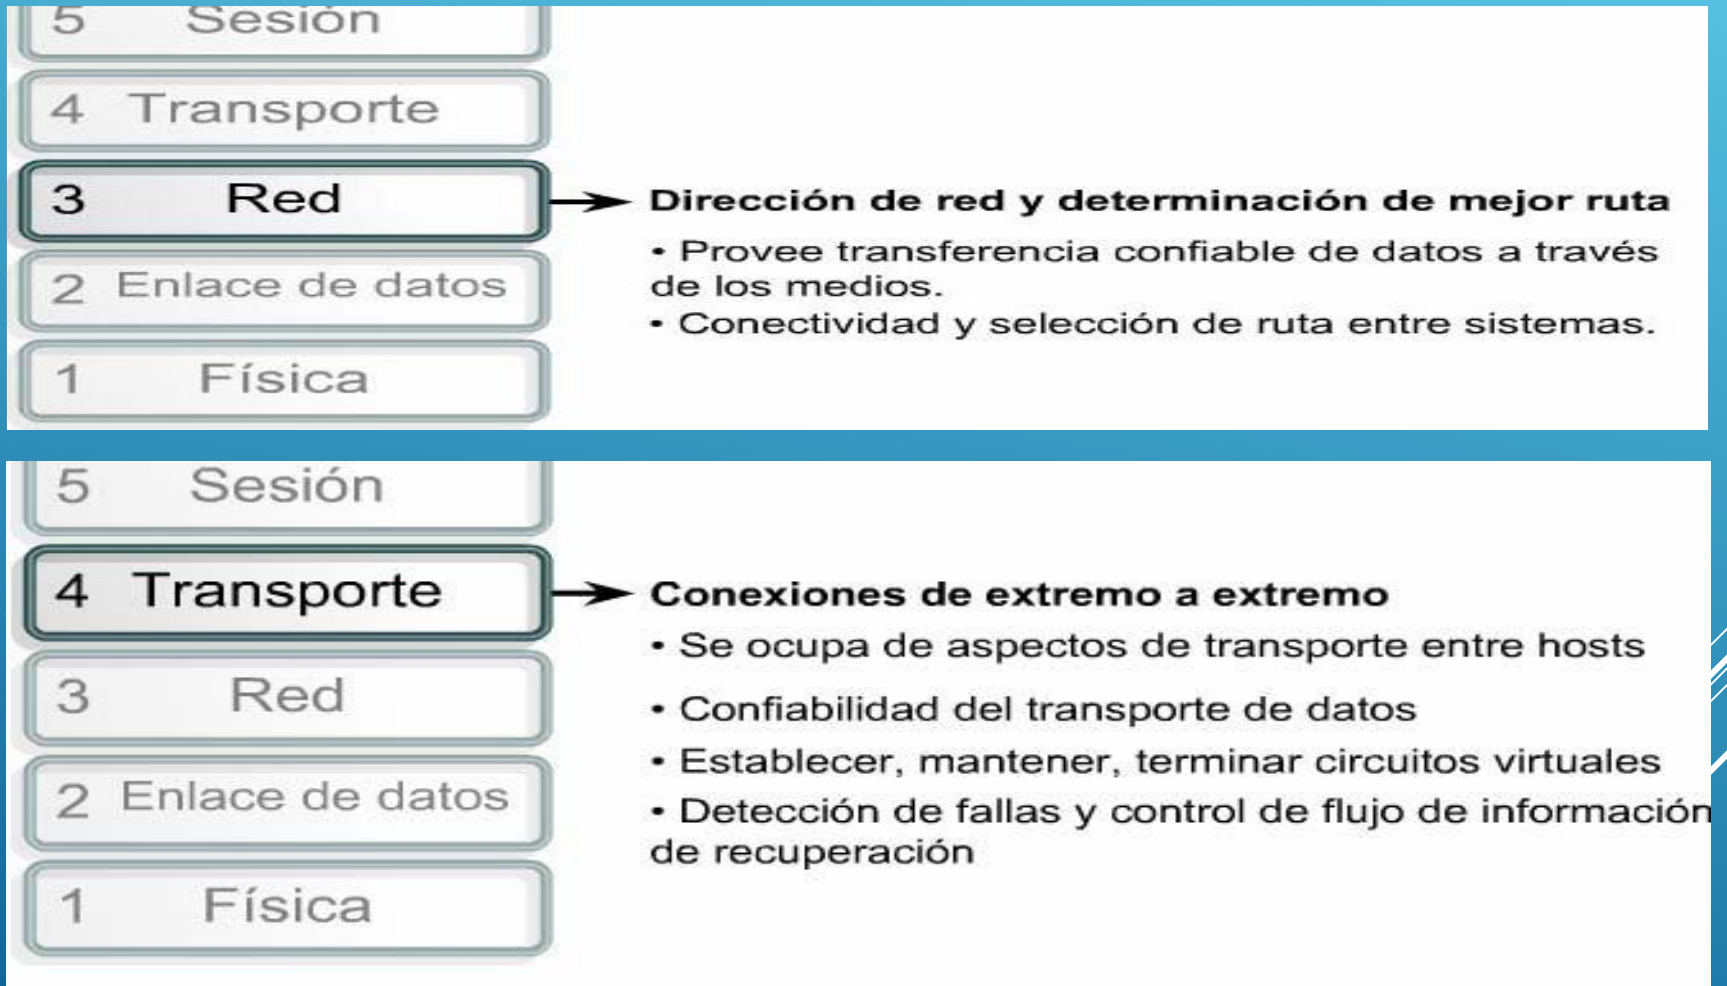 5 Sesión
4 Transporte
3 Red
Dirección de red y determinación de mejor ruta
• Provee transferencia confiable de datos a través
de los medios.
• Conectividad y selección de ruta entre sistemas.
2 Enlace de datos
1 Física
5 Sesión
4 Transporte
Conexiones de extremo a extremo
• Se ocupa de aspectos de transporte entre hosts
• Confiabilidad del transporte de datos
• Establecer, mantener, terminar circuitos virtuales
• Detección de fallas y control de flujo de información
de recuperación
3 Red
2 Enlace de datos
1 Física